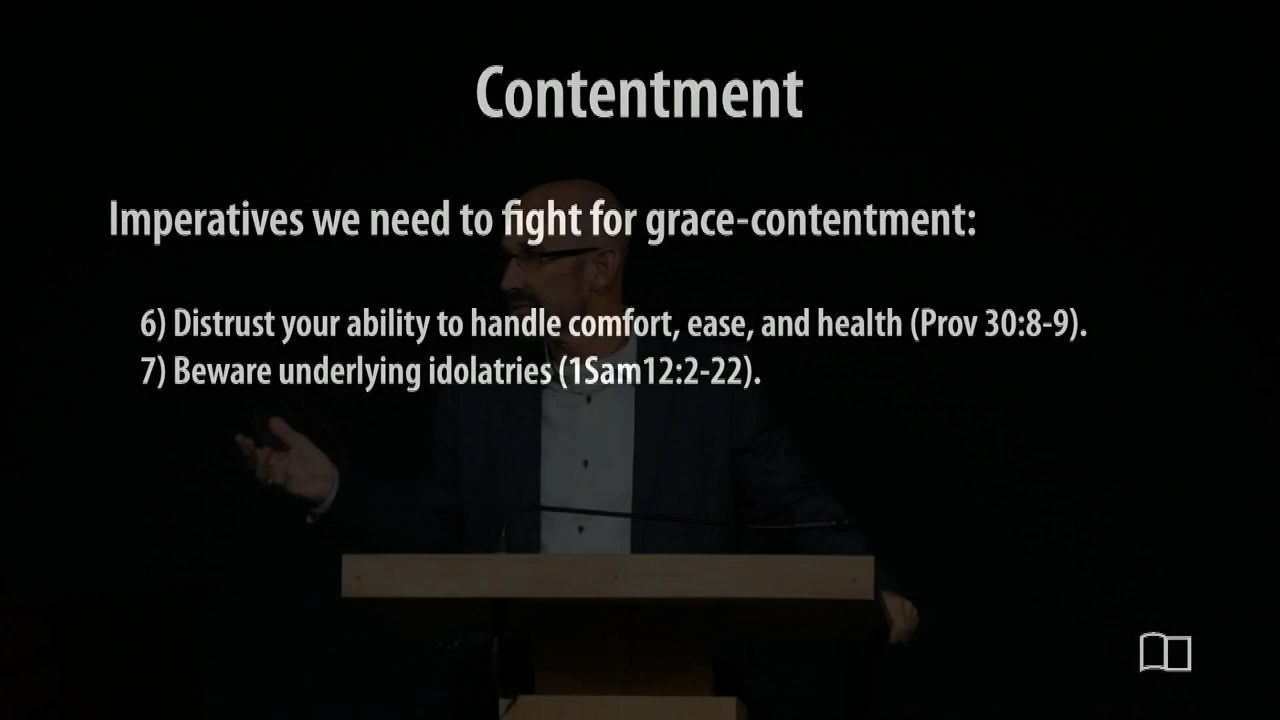 Contentment
Imperatives we need to fight for grace-contentment:
6) Distrust your ability to handle comfort, ease, and health (Prov 30:8-9).
7) Beware underlying idolatries (1Sam12:2-22).